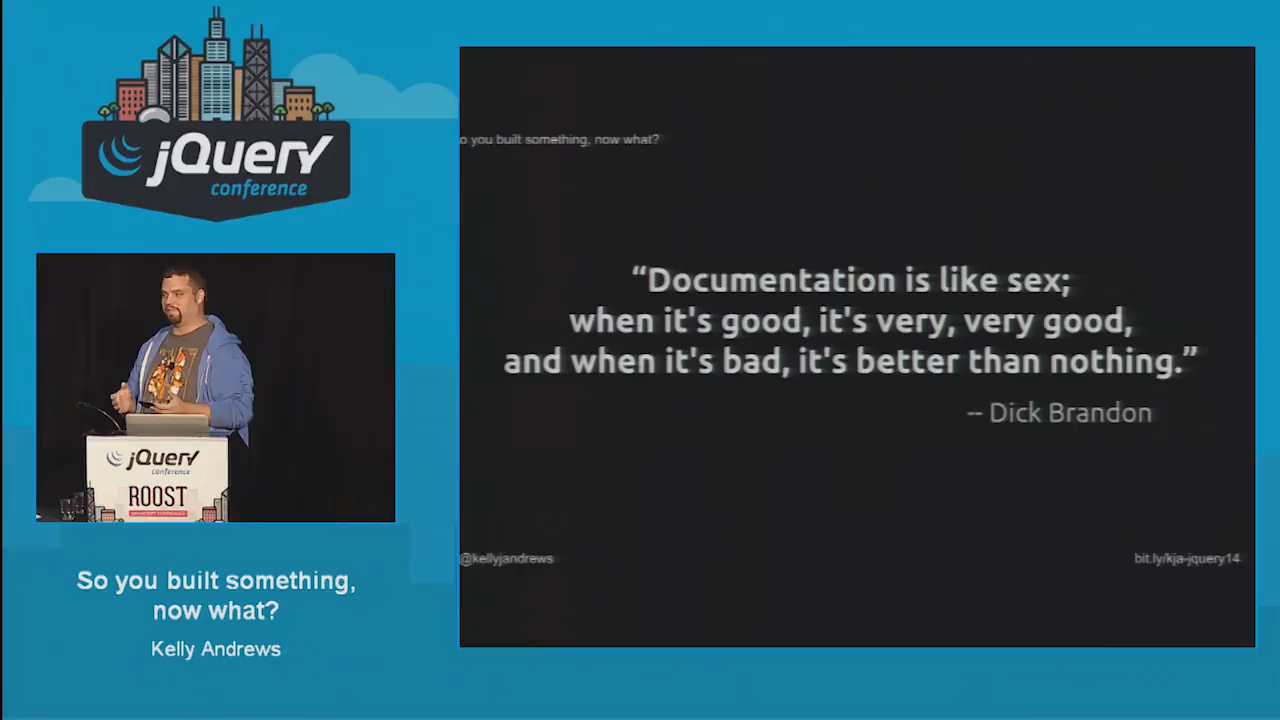 jQuery
conference
jQuery
conference
ROOST
So you built something,
now what?
Kelly Andrews
o you built something, now what?
“Documentation is like sex;
when it's good, it's very, very good,
and when it's bad, it's better than nothing.”
-- Dick Brandon
@kellyjandrews
bit.ly/kja-jquery14